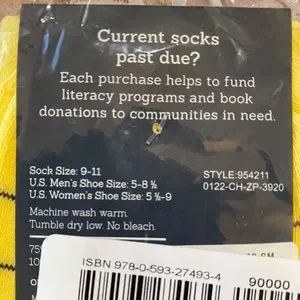 Current socks
past due?
Each purchase helps to fund
literacy programs and book
donations to communities in need.
Sock Size: 9-11
U.S. Men's Shoe Size: 5-8 ½
U.S. Women's Shoe Size: 5 ½-9
STYLE:954211
0122-CH-ZP-3920
Machine wash warm.
Tumble dry low. No bleach.
75
10
SM
ISBN 978-0-593-27493-4
90000